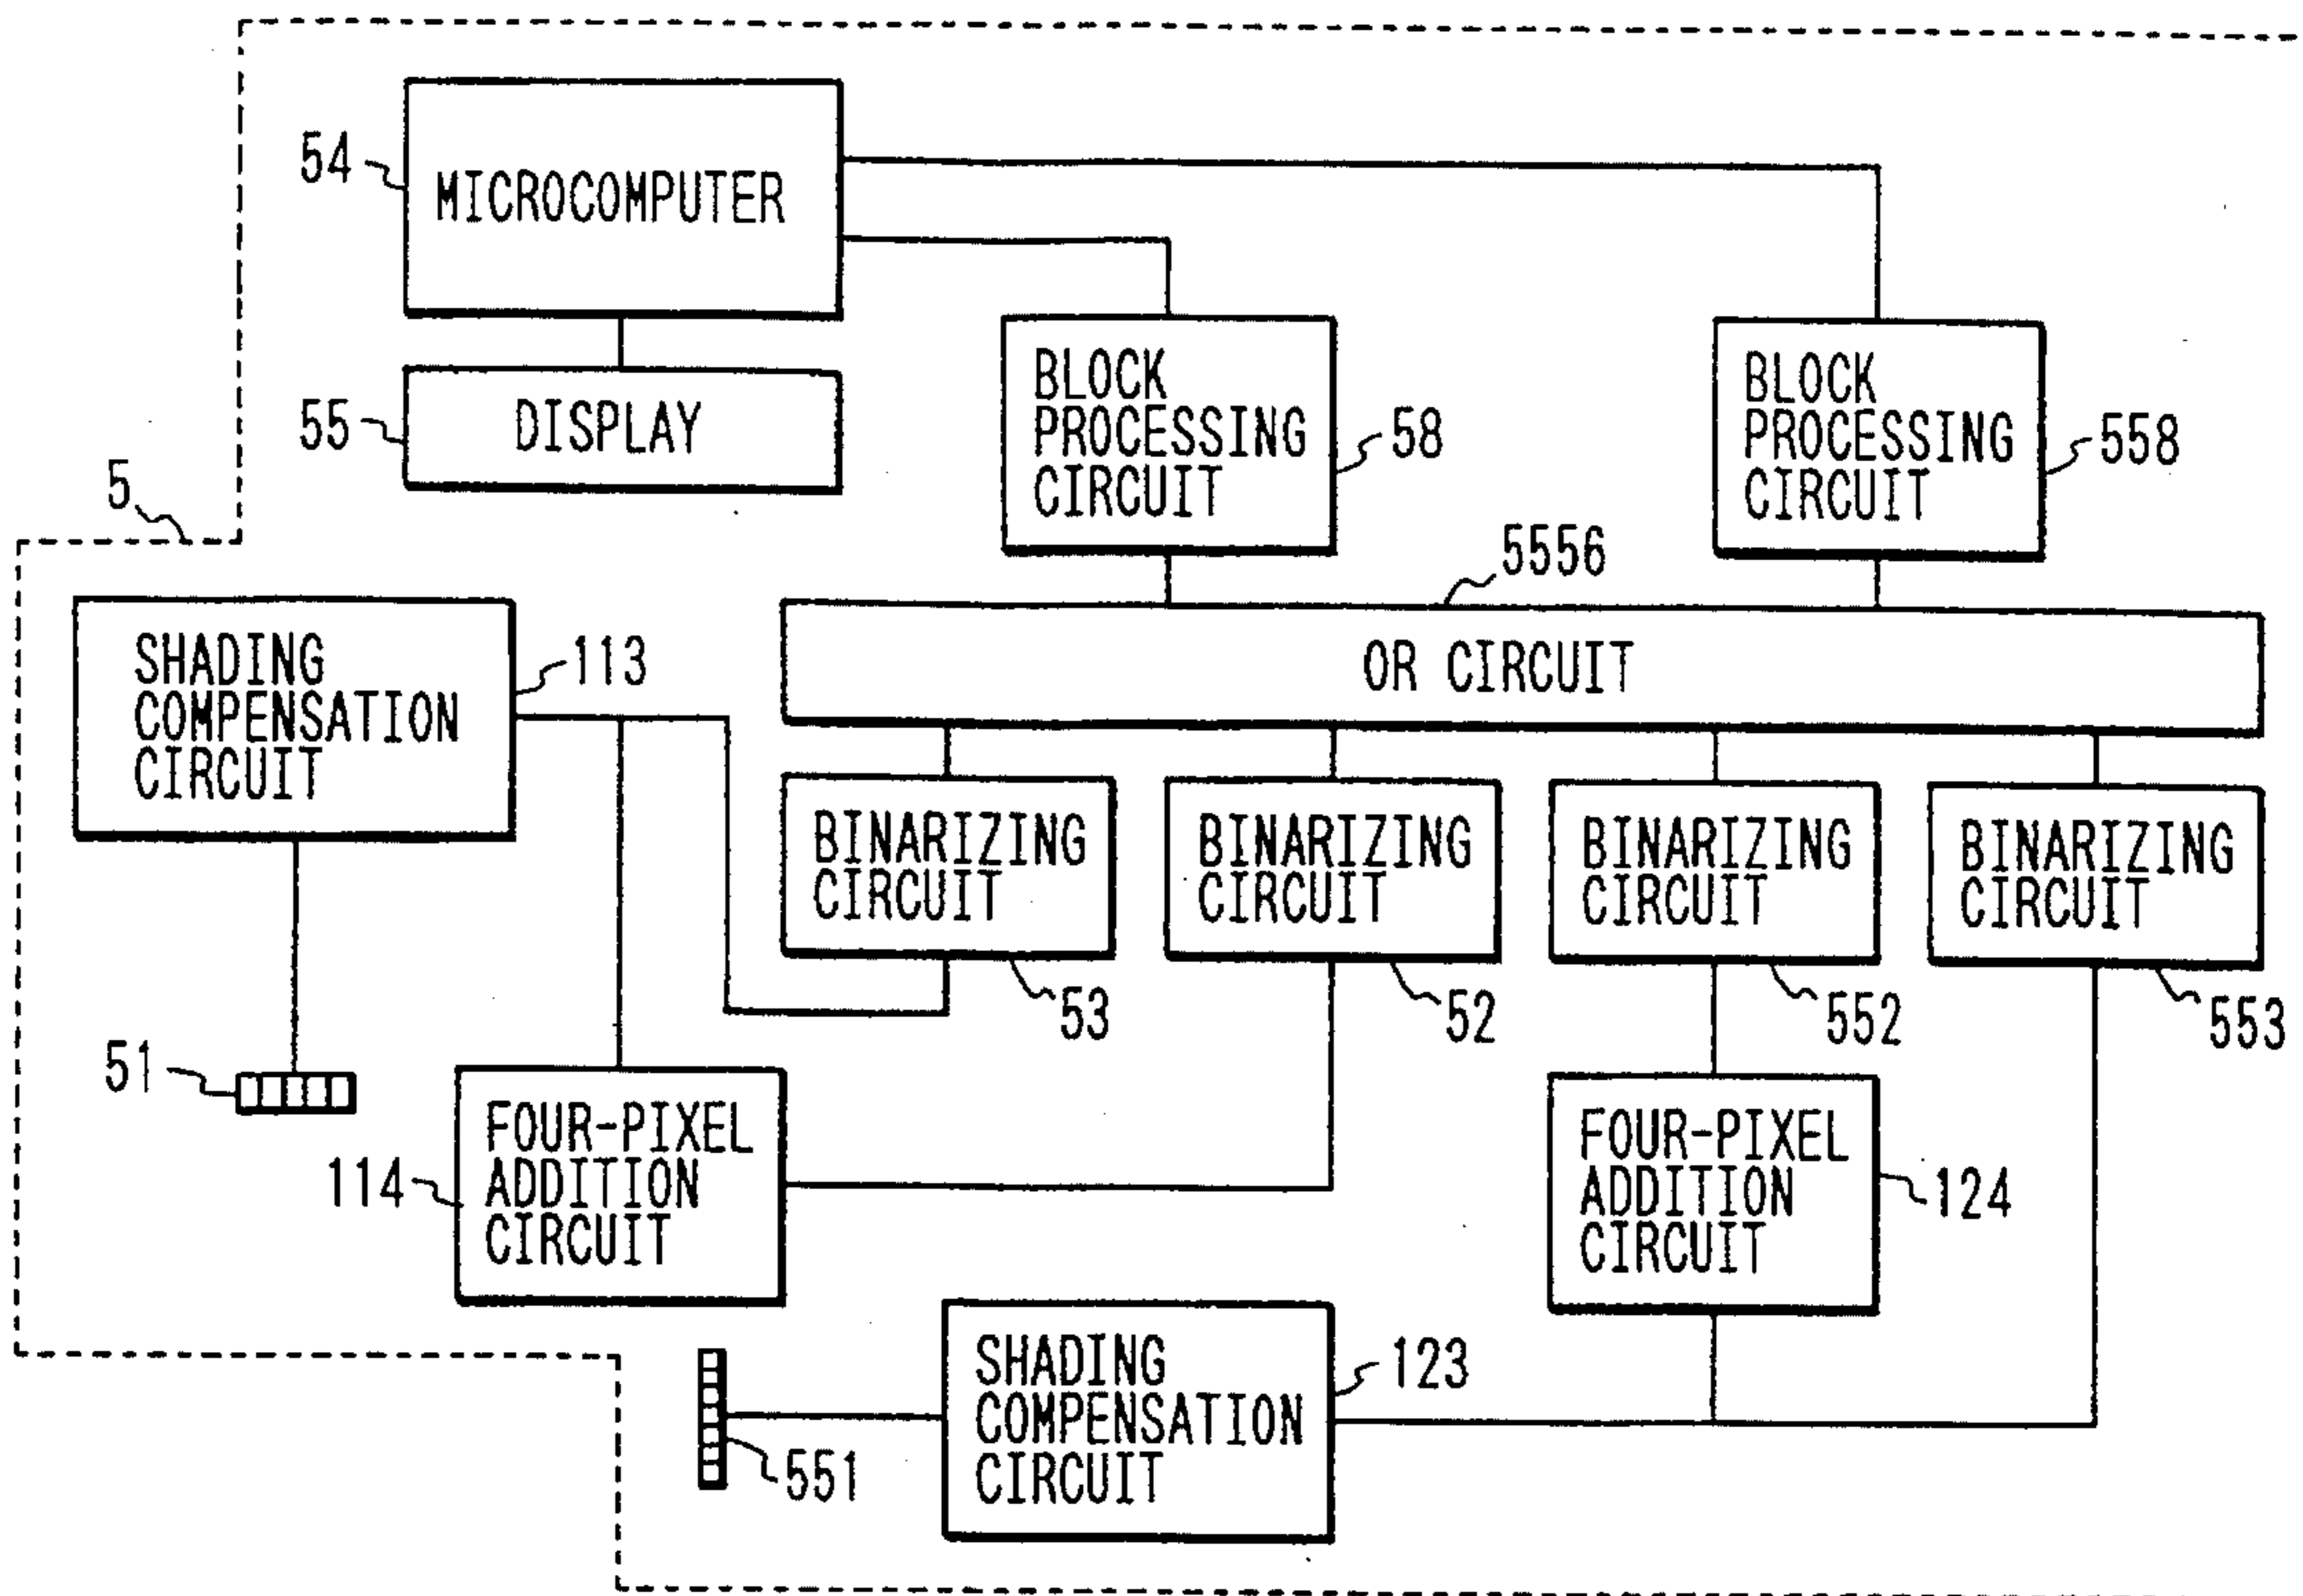 54
MICROCOMPUTER
55
DISPLAY
BLOCK
PROCESSING
CIRCUIT
58
BLOCK
PROCESSING
CIRCUIT
558
5
5556
SHADING
COMPENSATION
CIRCUIT
113
OR CIRCUIT
BINARIZING
CIRCUIT
53
BINARIZING
CIRCUIT
52
BINARIZING
CIRCUIT
552
BINARIZING
CIRCUIT
553
51
114
FOUR-PIXEL
ADDITION
CIRCUIT
FOUR-PIXEL
ADDITION
CIRCUIT
124
551
SHADING
COMPENSATION
CIRCUIT
123